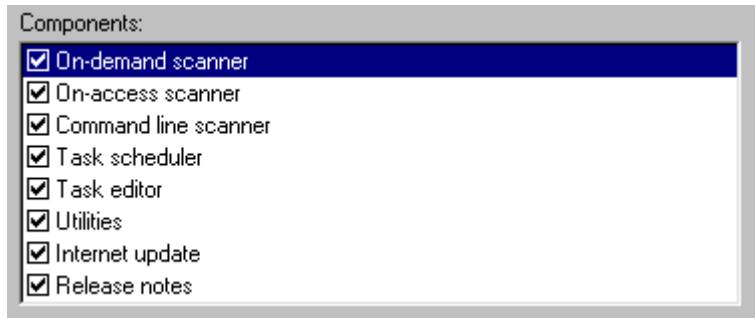 Components:
On-demand scanner
On-access scanner
Command line scanner
Task scheduler
Task editor
Utilities
Internet update
Release notes